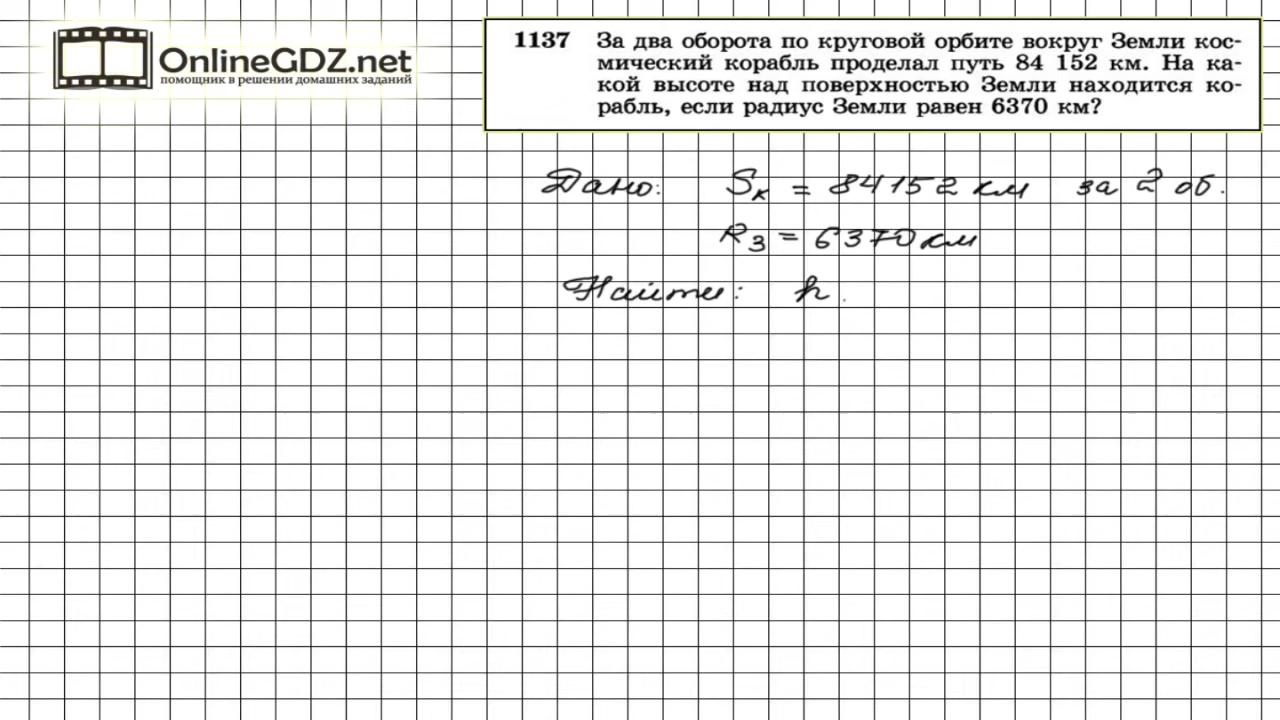 OnlineGDZ.net
помощник в решении домашних заданий
1137 За два оборота по круговой орбите вокруг Земли кос-
мический корабль проделал путь 84 152 км. На ка-
кой высоте над поверхностью Земли находится ко-
рабль, если радиус Земли равен 6370 км?
Дано: Sк = 84152 км за 2 об.
R3 = 6370 км
Найти: h.